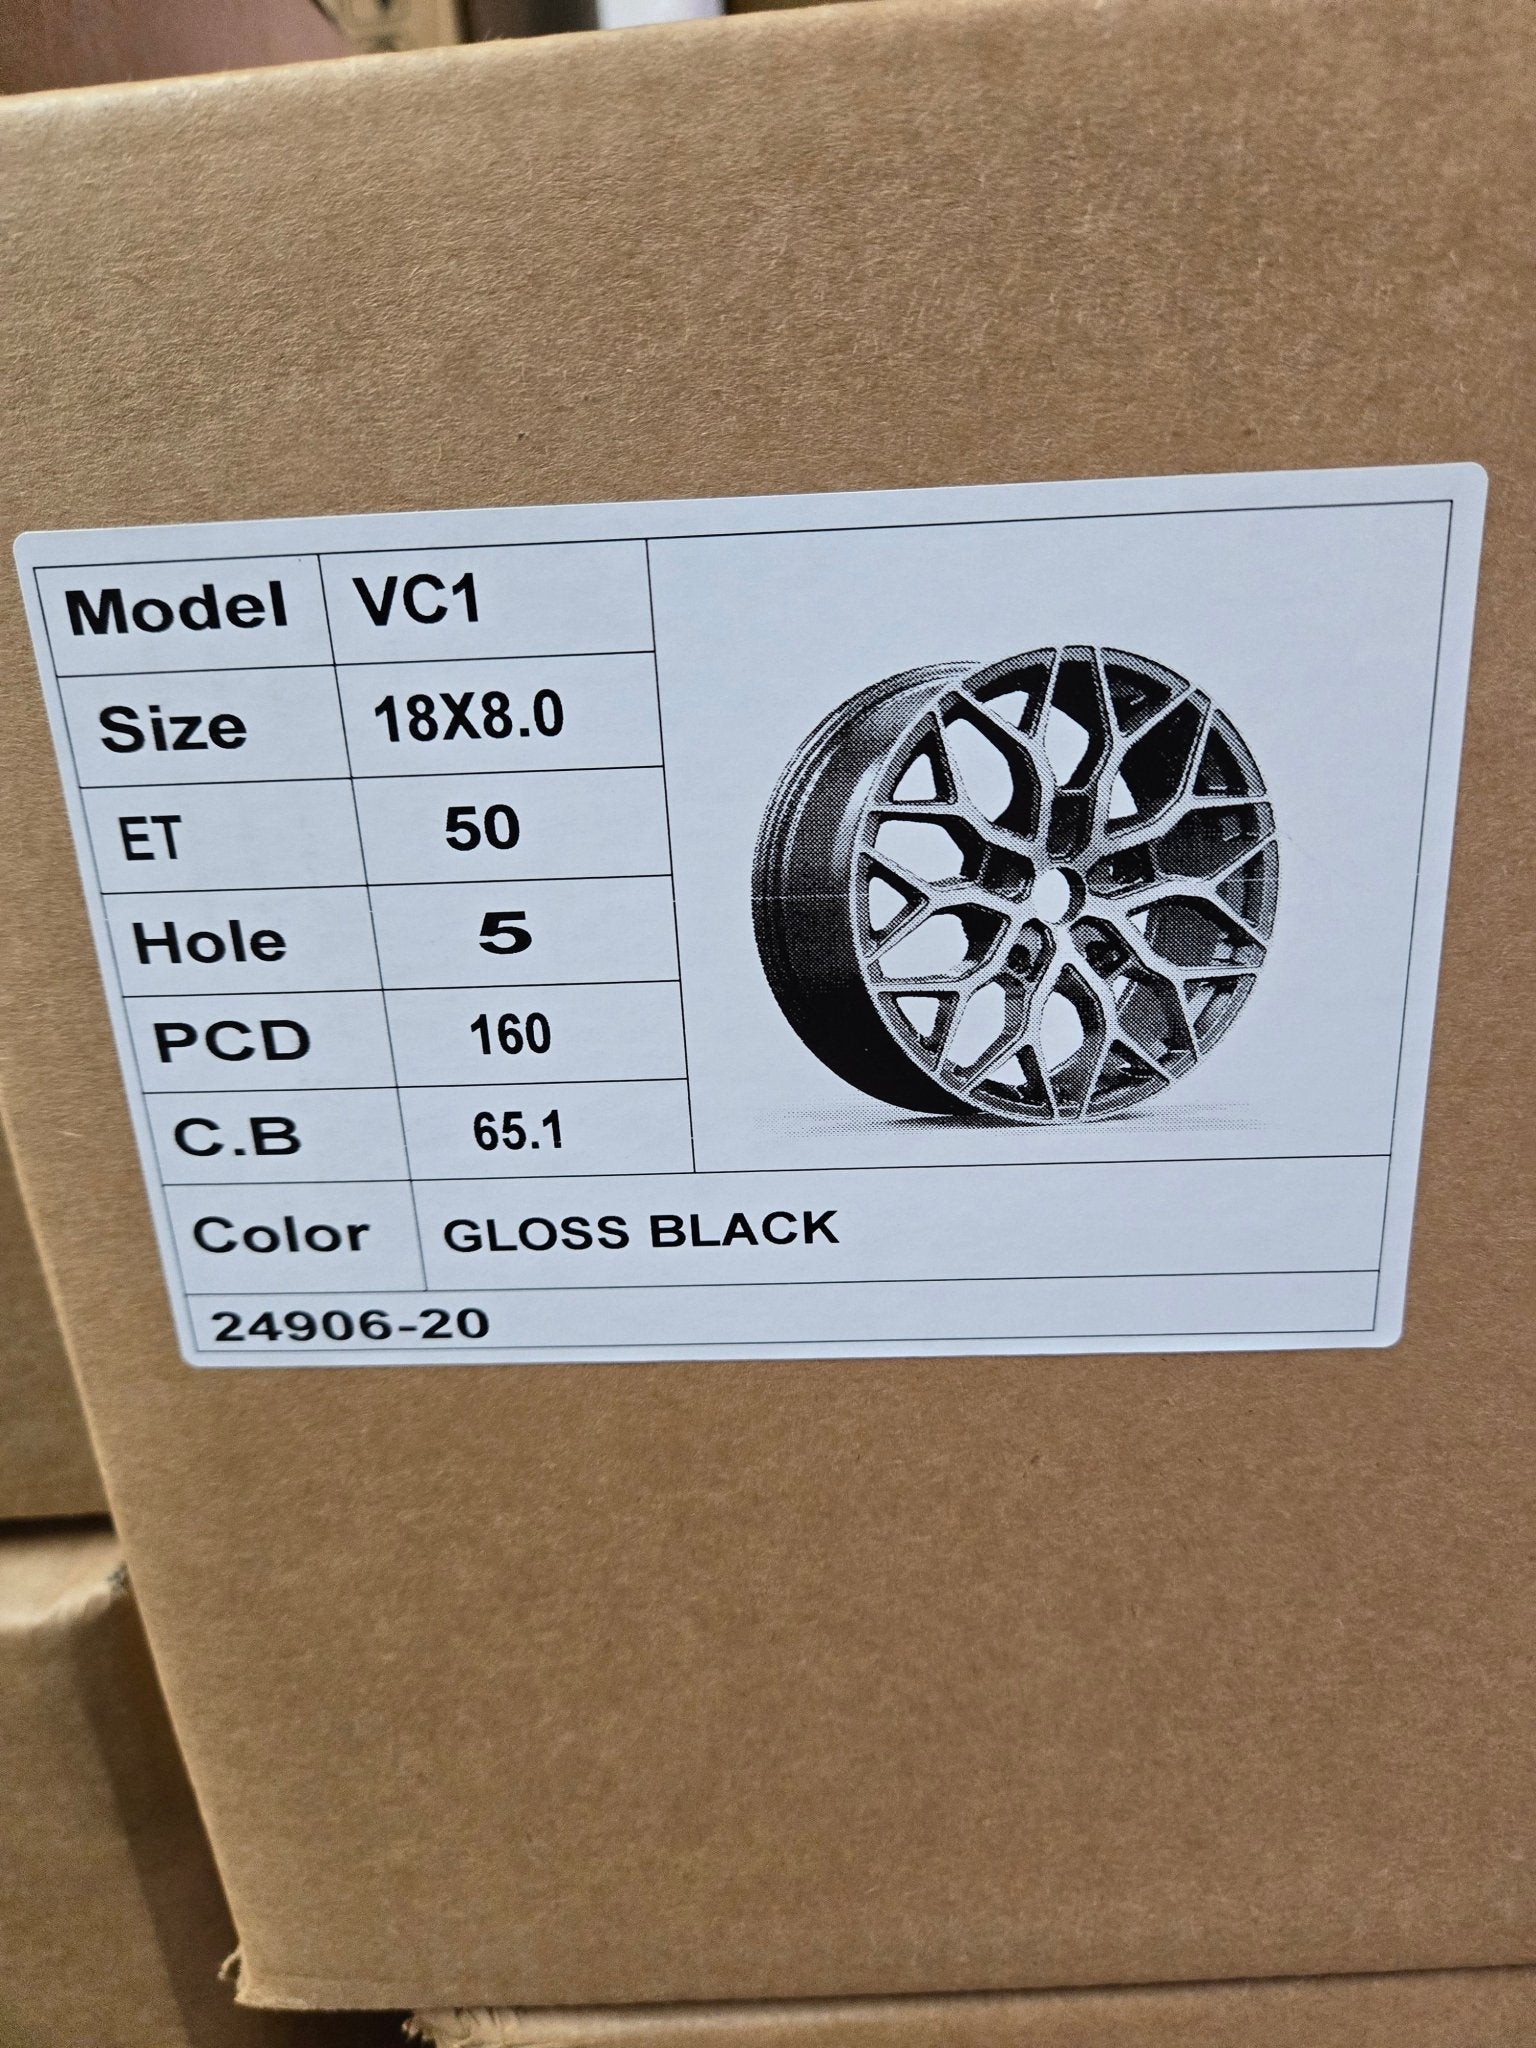 Model VC1
Size 18X8.0
ET 50
Hole 5
PCD 160
C.B 65.1
Color GLOSS BLACK
24906-20